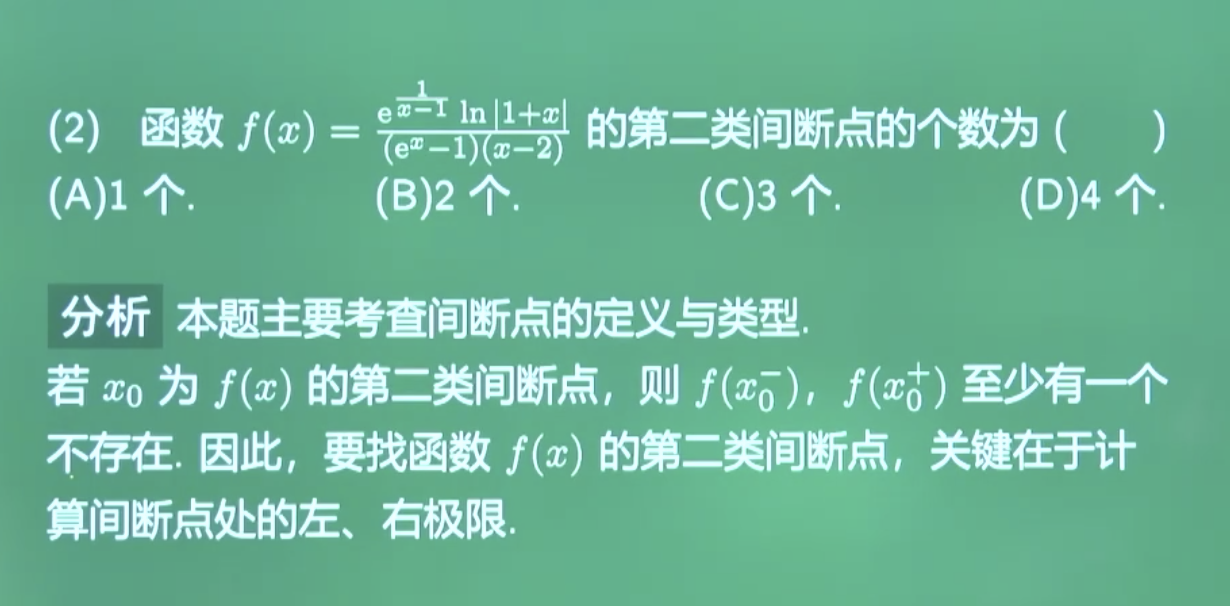 (2) 函数 f(x) = \frac{e^{\frac{1}{x-1}} \ln|1+x|}{(e^x-1)(x-2)} 的第二类间断点的个数为 ( )
(A)1 个. (B)2 个. (C)3 个. (D)4 个.
分析 本题主要考查间断点的定义与类型.
若 x_0 为 f(x) 的第二类间断点，则 f(x_0^-)，f(x_0^+) 至少有一个
不存在. 因此，要找函数 f(x) 的第二类间断点，关键在于计
算间断点处的左、右极限.